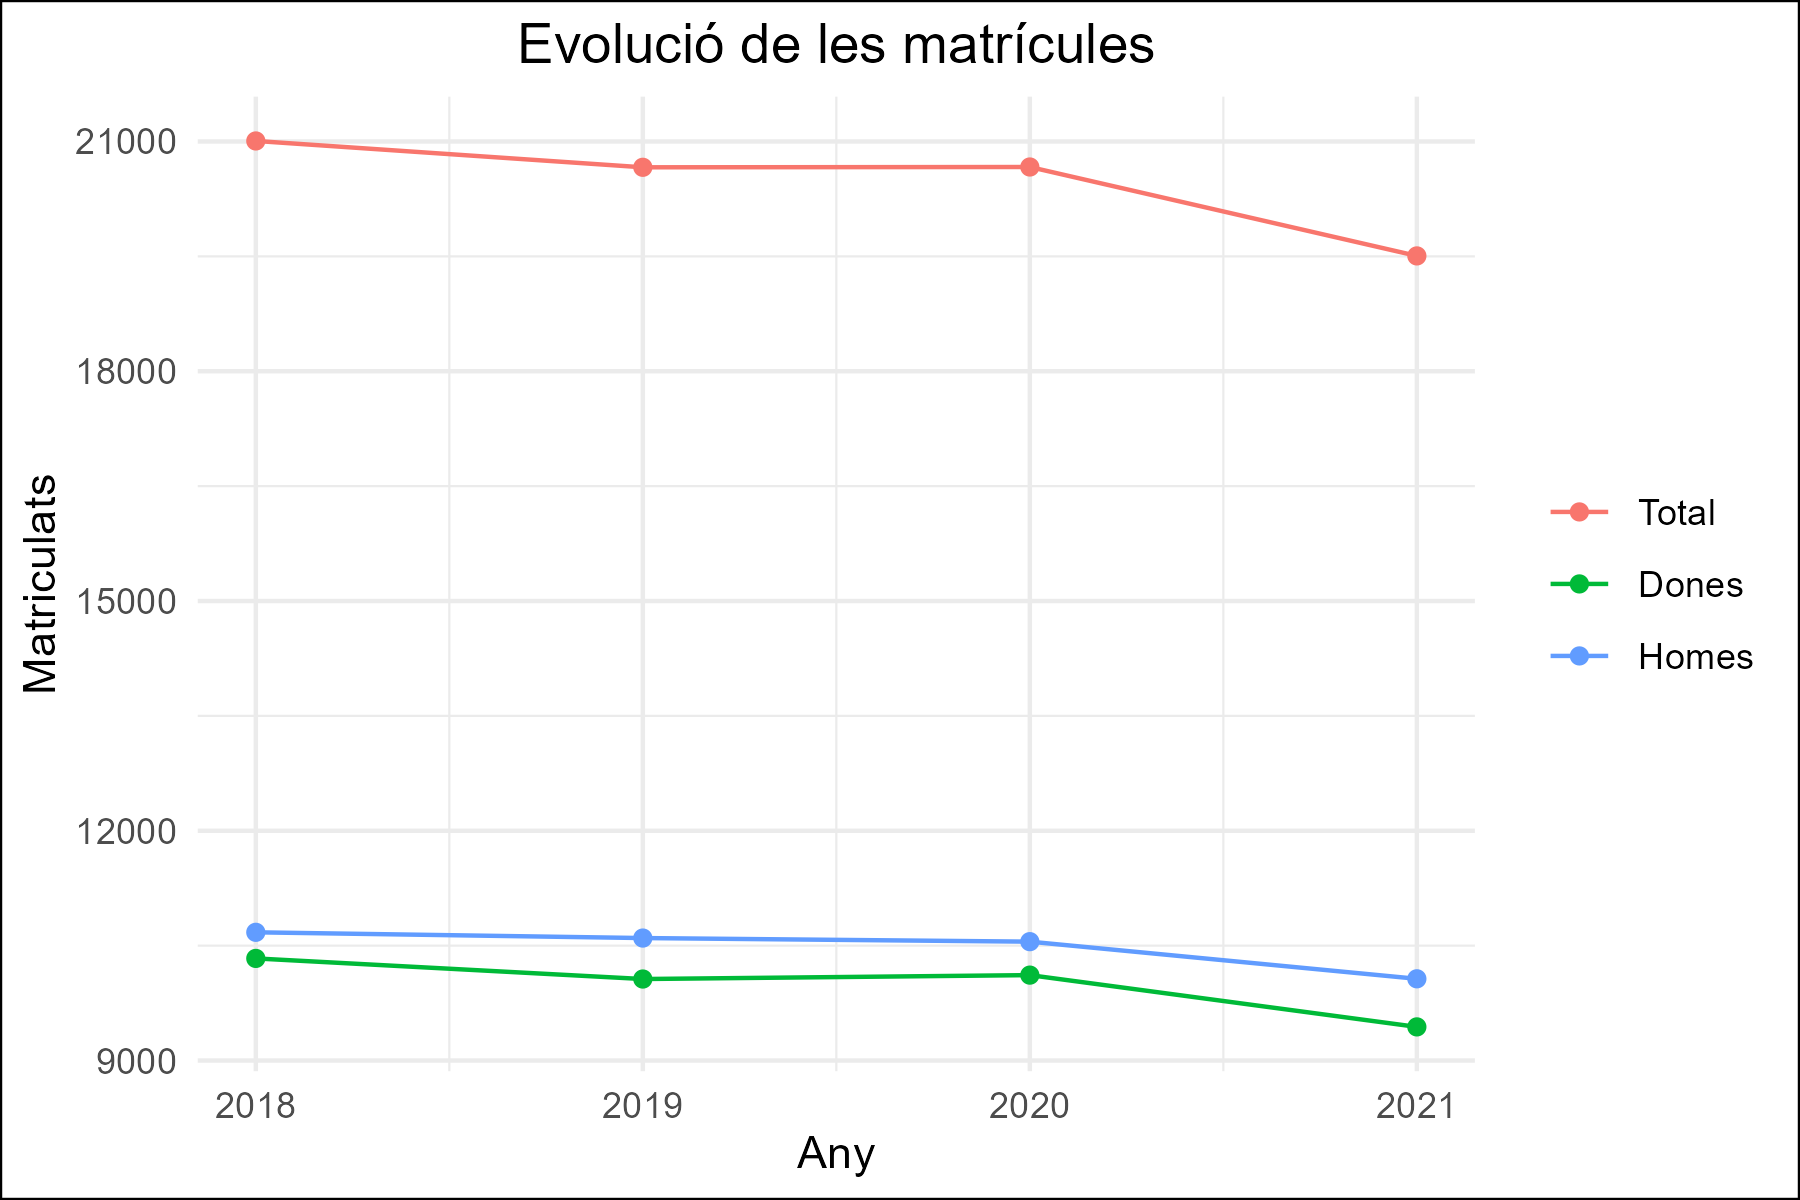 Evolució de les matrícules
21000
18000
15000
12000
9000
Matriculats
2018
2019
2020
2021
Any
Total
Dones
Homes